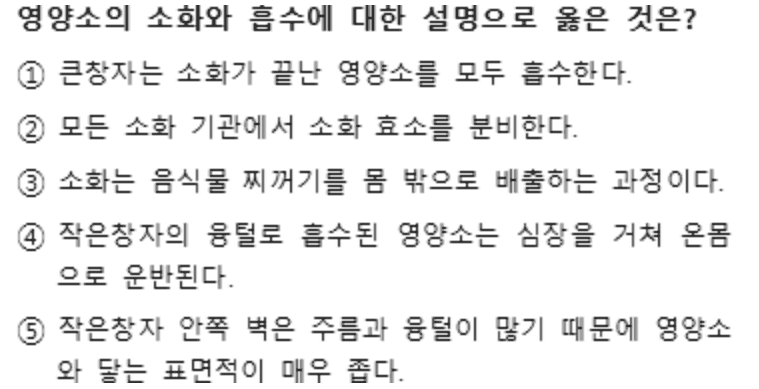 영양소의 소화와 흡수에 대한 설명으로 옳은 것은?
① 큰창자는 소화가 끝난 영양소를 모두 흡수한다.
② 모든 소화 기관에서 소화 효소를 분비한다.
③ 소화는 음식물 찌꺼기를 몸 밖으로 배출하는 과정이다.
④ 작은창자의 융털로 흡수된 영양소는 심장을 거쳐 온몸
으로 운반된다.
⑤ 작은창자 안쪽 벽은 주름과 융털이 많기 때문에 영양소
와 닿는 표면적이 매우 좁다.